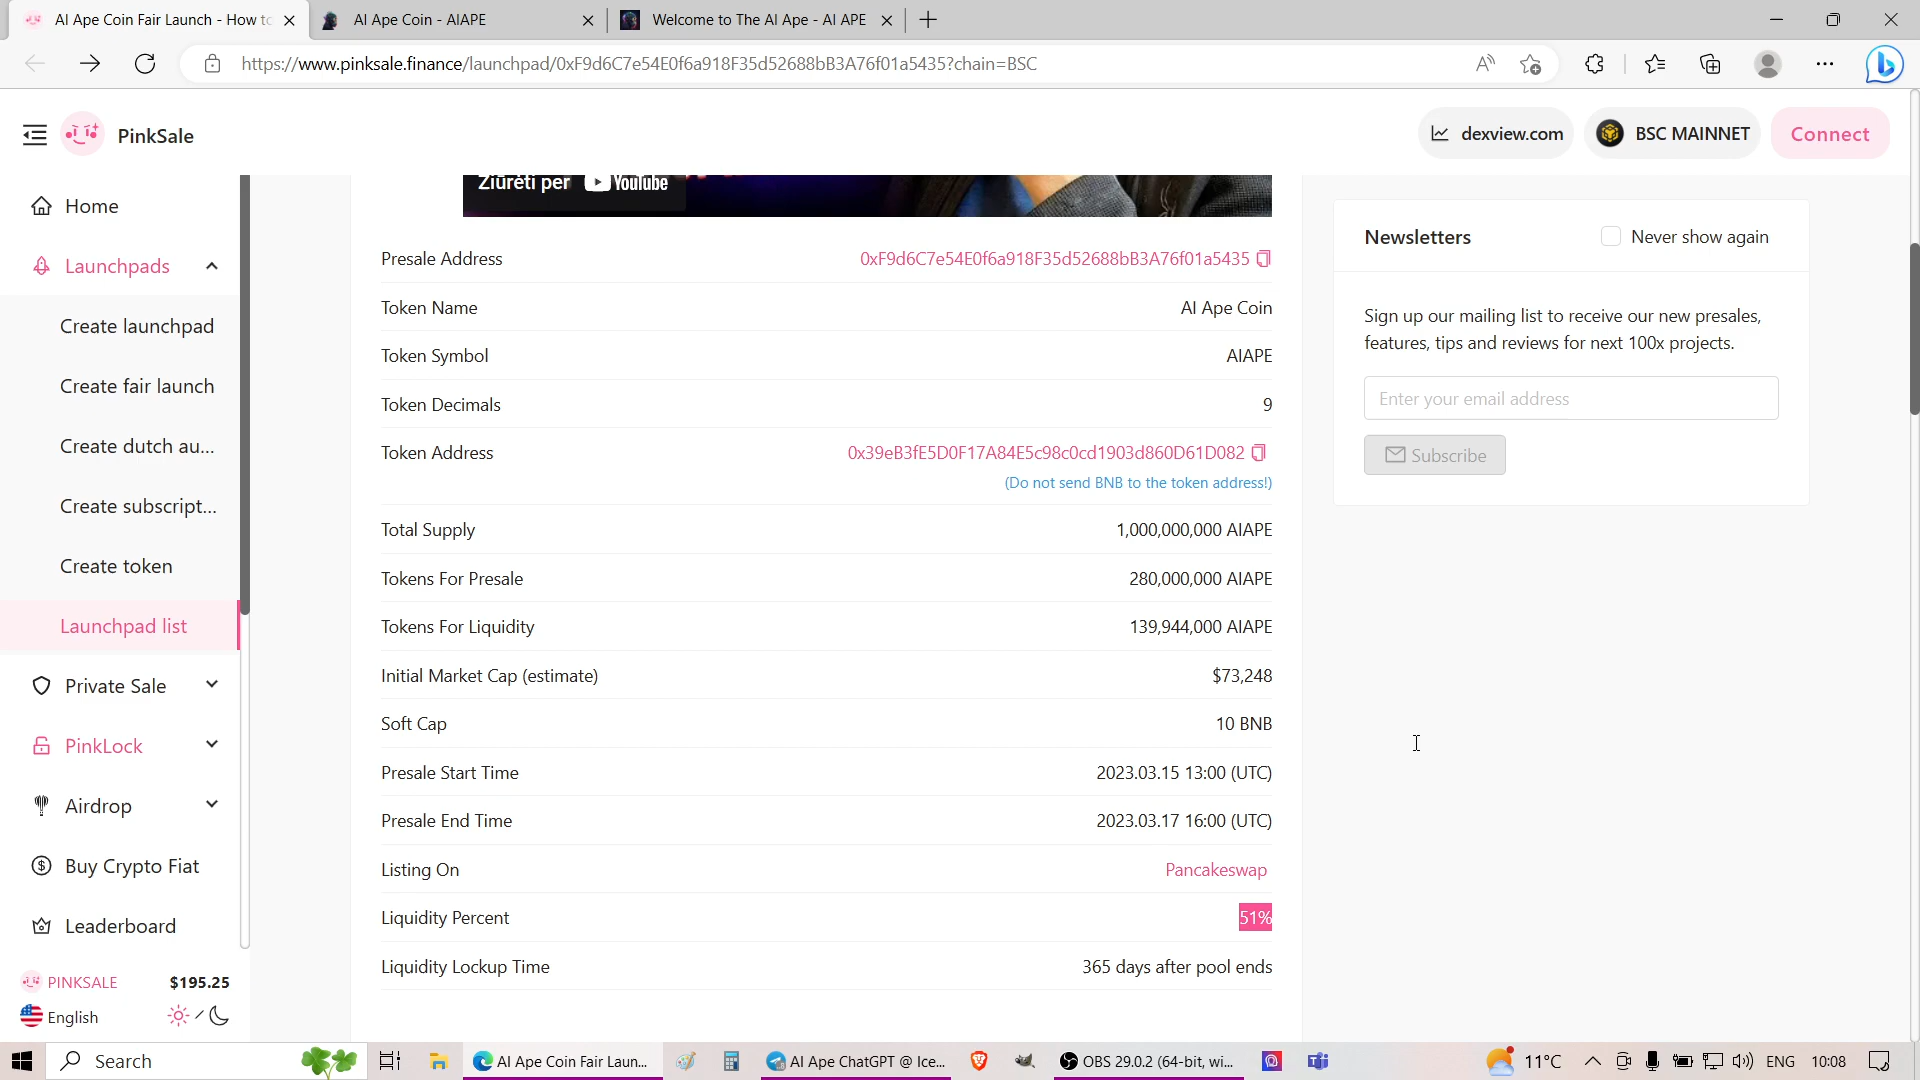 AI Ape Coin Fair Launch - How to
AI Ape Coin - AIAPE
Welcome to The AI Ape - AI APE
https://www.pinksale.finance/launchpad/0xF9d6C7e54E0f6a918F35d52688bB3A76f01a5435?chain=BSC
PinkSale
dexview.com
BSC MAINNET
Connect
Home
Launchpads
Create launchpad
Create fair launch
Create dutch au...
Create subscript...
Create token
Launchpad list
Private Sale
PinkLock
Airdrop
Buy Crypto Fiat
Leaderboard
PINKSALE $195.25
English
Žiūrėti per YouTube
Presale Address 0xF9d6C7e54E0f6a918F35d52688bB3A76f01a5435
Token Name AI Ape Coin
Token Symbol AIAPE
Token Decimals 9
Token Address 0x39eB3fE5D0F17A84E5c98c0cd1903d860D61D082
(Do not send BNB to the token address!)
Total Supply 1,000,000,000 AIAPE
Tokens For Presale 280,000,000 AIAPE
Tokens For Liquidity 139,944,000 AIAPE
Initial Market Cap (estimate) $73,248
Soft Cap 10 BNB
Presale Start Time 2023.03.15 13:00 (UTC)
Presale End Time 2023.03.17 16:00 (UTC)
Listing On Pancakeswap
Liquidity Percent 51%
Liquidity Lockup Time 365 days after pool ends
Newsletters
Never show again
Sign up our mailing list to receive our new presales,
features, tips and reviews for next 100x projects.
Enter your email address
Subscribe
Search
AI Ape Coin Fair Laun...
AI Ape ChatGPT @ Ice...
OBS 29.0.2 (64-bit, wi...
11°C
ENG
10:08